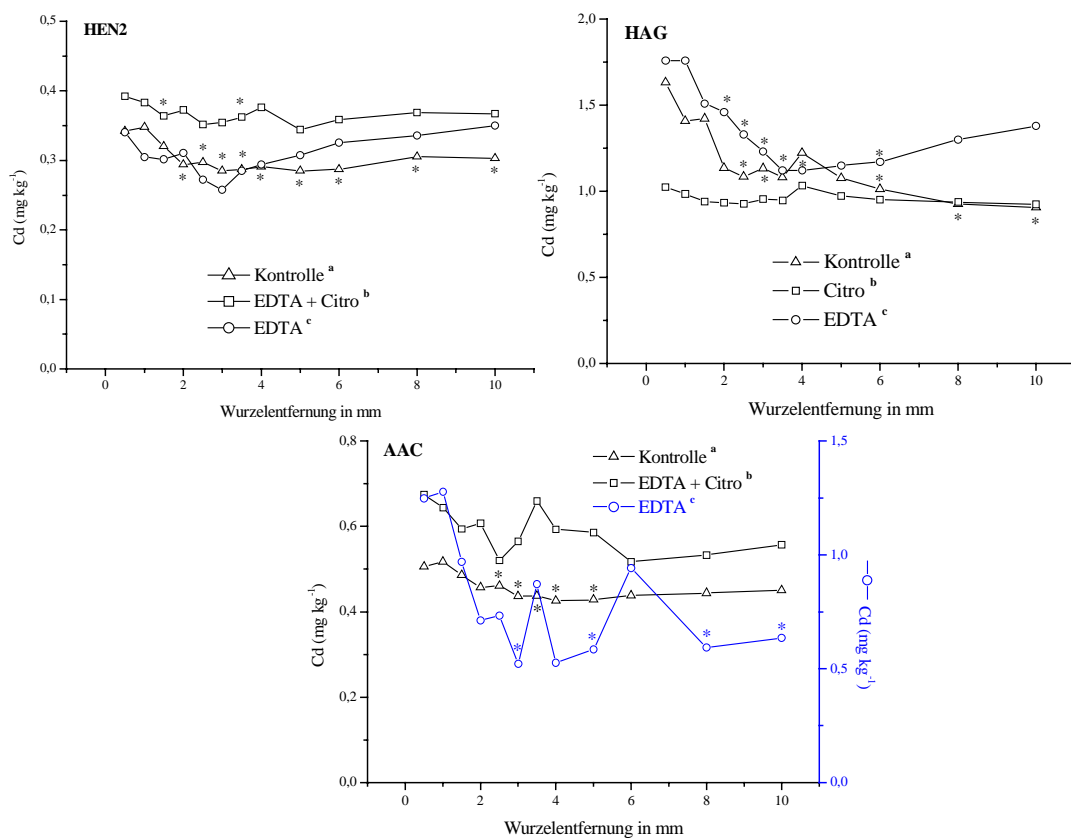 HEN2
0,5
0,4
0,3
0,2
0,1
0,0
Cd (mg kg⁻¹)
* * * * * * * * * * * *
Kontrolle ᵃ
EDTA + Citro ᵇ
EDTA ᶜ
0 2 4 6 8 10
Wurzelentfernung in mm
HAG
2,0
1,5
1,0
0,5
0,0
Cd (mg kg⁻¹)
* * * * * * * * * * *
Kontrolle ᵃ
Citro ᵇ
EDTA ᶜ
0 2 4 6 8 10
Wurzelentfernung in mm
AAC
0,8
0,6
0,4
0,2
0,0
Cd (mg kg⁻¹)
Kontrolle ᵃ
EDTA + Citro ᵇ
EDTA ᶜ
* * * * * * * * *
1,5
1,0
0,5
0,0
Cd (mg kg⁻¹)
0 2 4 6 8 10
Wurzelentfernung in mm